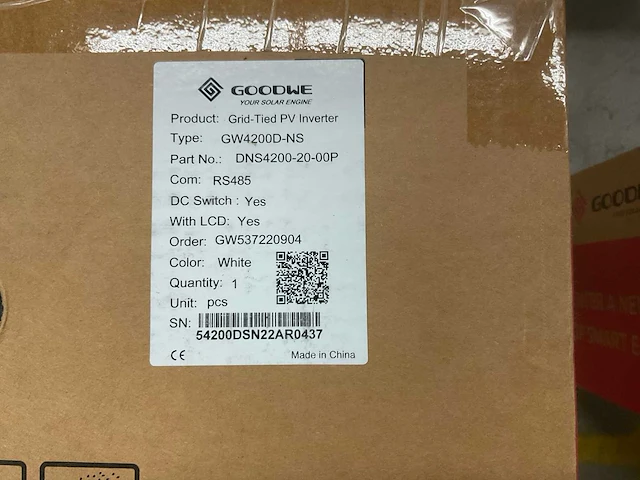 GOODWE
YOUR SOLAR ENGINE
Product: Grid-Tied PV Inverter
Type: GW4200D-NS
Part No.: DNS4200-20-00P
Com: RS485
DC Switch : Yes
With LCD: Yes
Order: GW537220904
Color: White
Quantity: 1
Unit: pcs
SN:
54200DSN22AR0437
CE
Made in China
GOODW